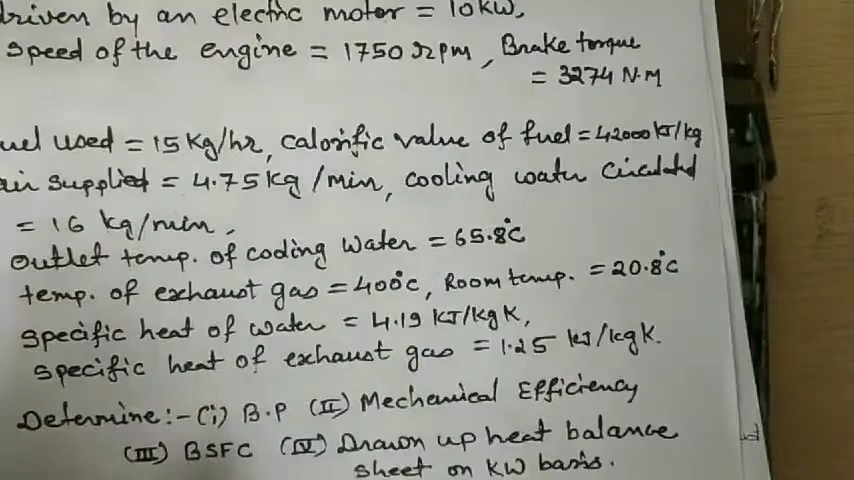 driven by an electric motor = 10kW,
speed of the engine = 1750 rpm, Brake torque
= 3274 N.M
uel used = 15 Kg/hr, calorific value of fuel = 42000 KJ/kg
air supplied = 4.75 Kg/min, cooling water circulated
= 16 kg/min,
outlet temp. of cooling water = 65.8°C
temp. of exhaust gas = 400°C, Room temp. = 20.8°C
specific heat of water = 4.19 KJ/kg K,
specific heat of exhaust gas = 1.25 kJ/kg K.
Determine:- (i) B.P (II) Mechanical Efficiency
(III) BSFC (IV) Drawn up heat balance
sheet on KW basis.